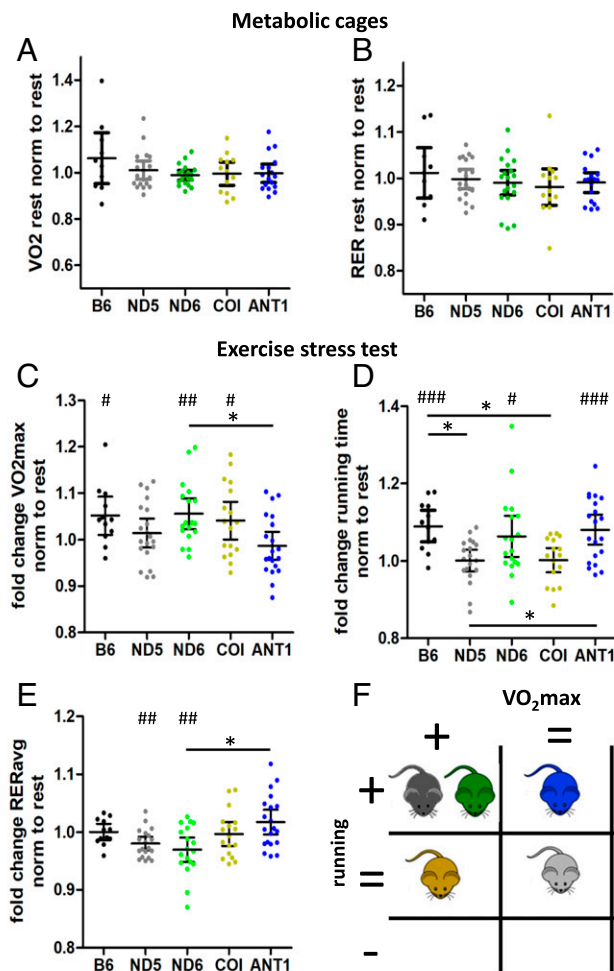 Metabolic cages
A
B
VO2 rest norm to rest
1.4
1.2
1.0
0.8
0.6
B6 ND5 ND6 COI ANT1
RER rest norm to rest
1.2
1.1
1.0
0.9
0.8
B6 ND5 ND6 COI ANT1
Exercise stress test
C
D
fold change VO2max
norm to rest
1.3
1.2
1.1
1.0
0.9
0.8
# ## #
*
B6 ND5 ND6 COI ANT1
fold change running time
norm to rest
1.4
1.2
1.0
0.8
### # ###
*
*
*
B6 ND5 ND6 COI ANT1
E
F
fold change RERavg
norm to rest
1.2
1.1
1.0
0.9
0.8
## ##
*
B6 ND5 ND6 COI ANT1
VO₂max
+ =
running
+
=
-